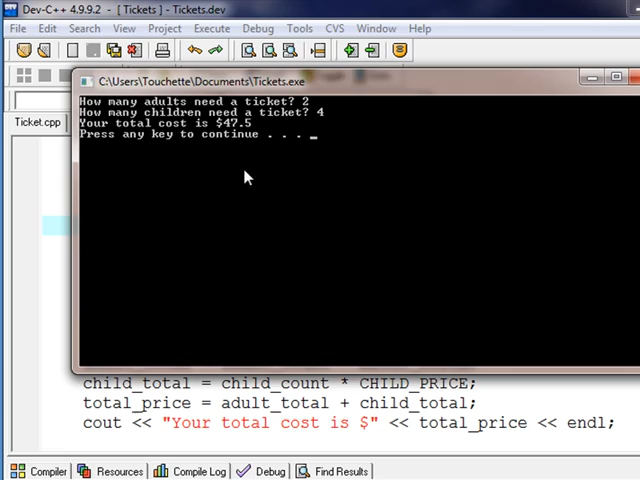 Dev-C++ 4.9.9.2 - [ Tickets ] - Tickets.dev
File Edit Search View Project Execute Debug Tools CVS Window Help
C:\Users\Touchette\Documents\Tickets.exe
Ticket.cpp
How many adults need a ticket? 2
How many children need a ticket? 4
Your total cost is $47.5
Press any key to continue . . . _
child_total = child_count * CHILD_PRICE;
total_price = adult_total + child_total;
cout << "Your total cost is $" << total_price << endl;
Compiler Resources Compile Log Debug Find Results